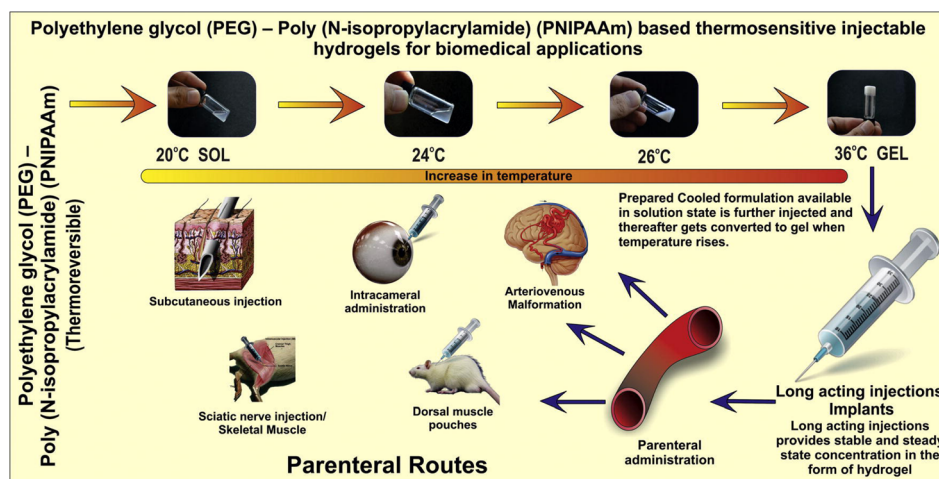 Polyethylene glycol (PEG) – Poly (N-isopropylacrylamide) (PNIPAAm) based thermosensitive injectable
hydrogels for biomedical applications
Polyethylene glycol (PEG) –
Poly (N-isopropylacrylamide) (PNIPAAm)
(Thermoreversible)
20°C SOL
24°C
26°C
36°C GEL
Increase in temperature
Prepared Cooled formulation available
in solution state is further injected and
thereafter gets converted to gel when
temperature rises.
Subcutaneous injection
Intracameral
administration
Arteriovenous
Malformation
Sciatic nerve injection/
Skeletal Muscle
Dorsal muscle
pouches
Parenteral
administration
Long acting injections
Implants
Long acting injections
provides stable and steady
state concentration in the
form of hydrogel
Parenteral Routes